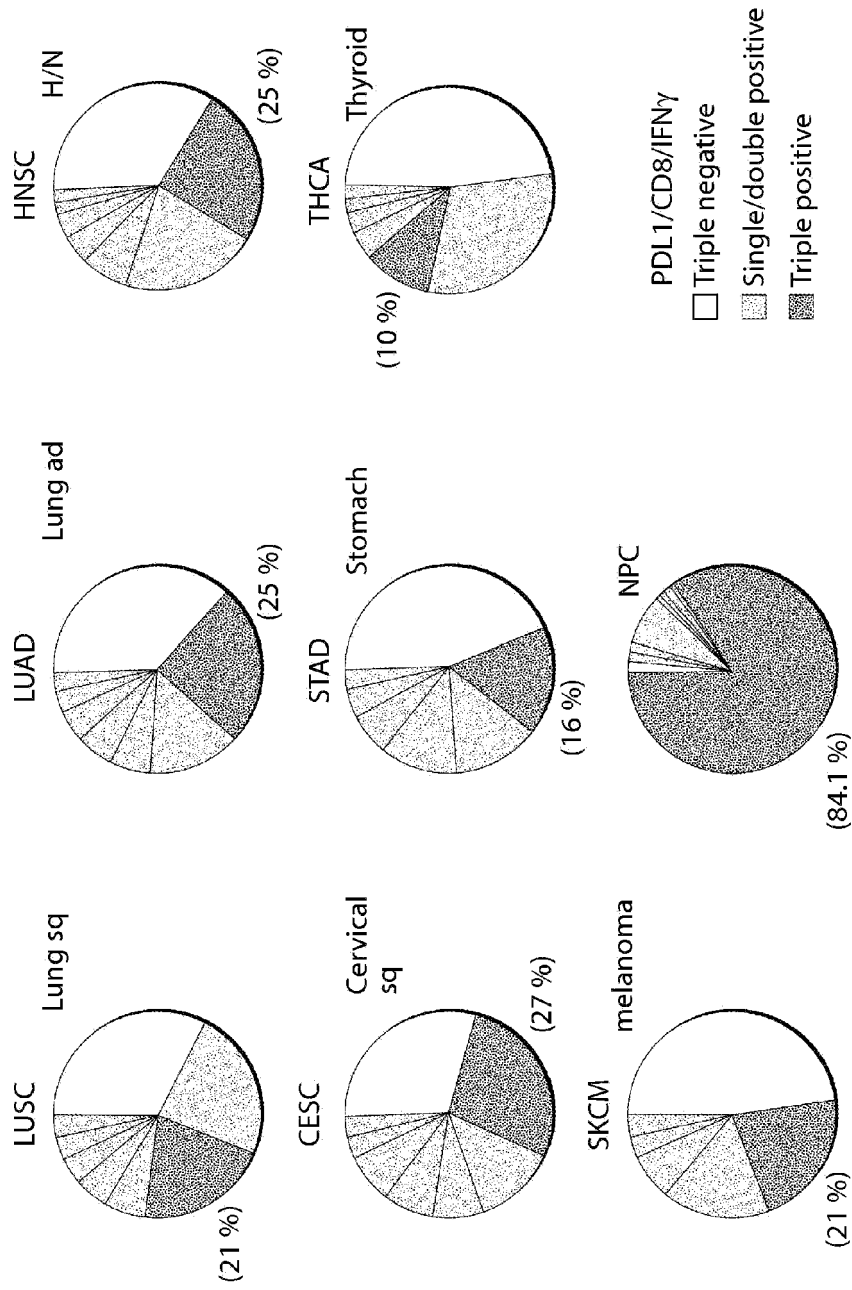 LUSC
Lung sq
(21 %)
LUAD
Lung ad
(25 %)
HNSC
H/N
(25 %)
CESC
Cervical
sq
(27 %)
STAD
Stomach
(16 %)
THCA
Thyroid
(10 %)
SKCM
melanoma
(21 %)
NPC
(84.1 %)
PDL1/CD8/IFNγ
Triple negative
Single/double positive
Triple positive